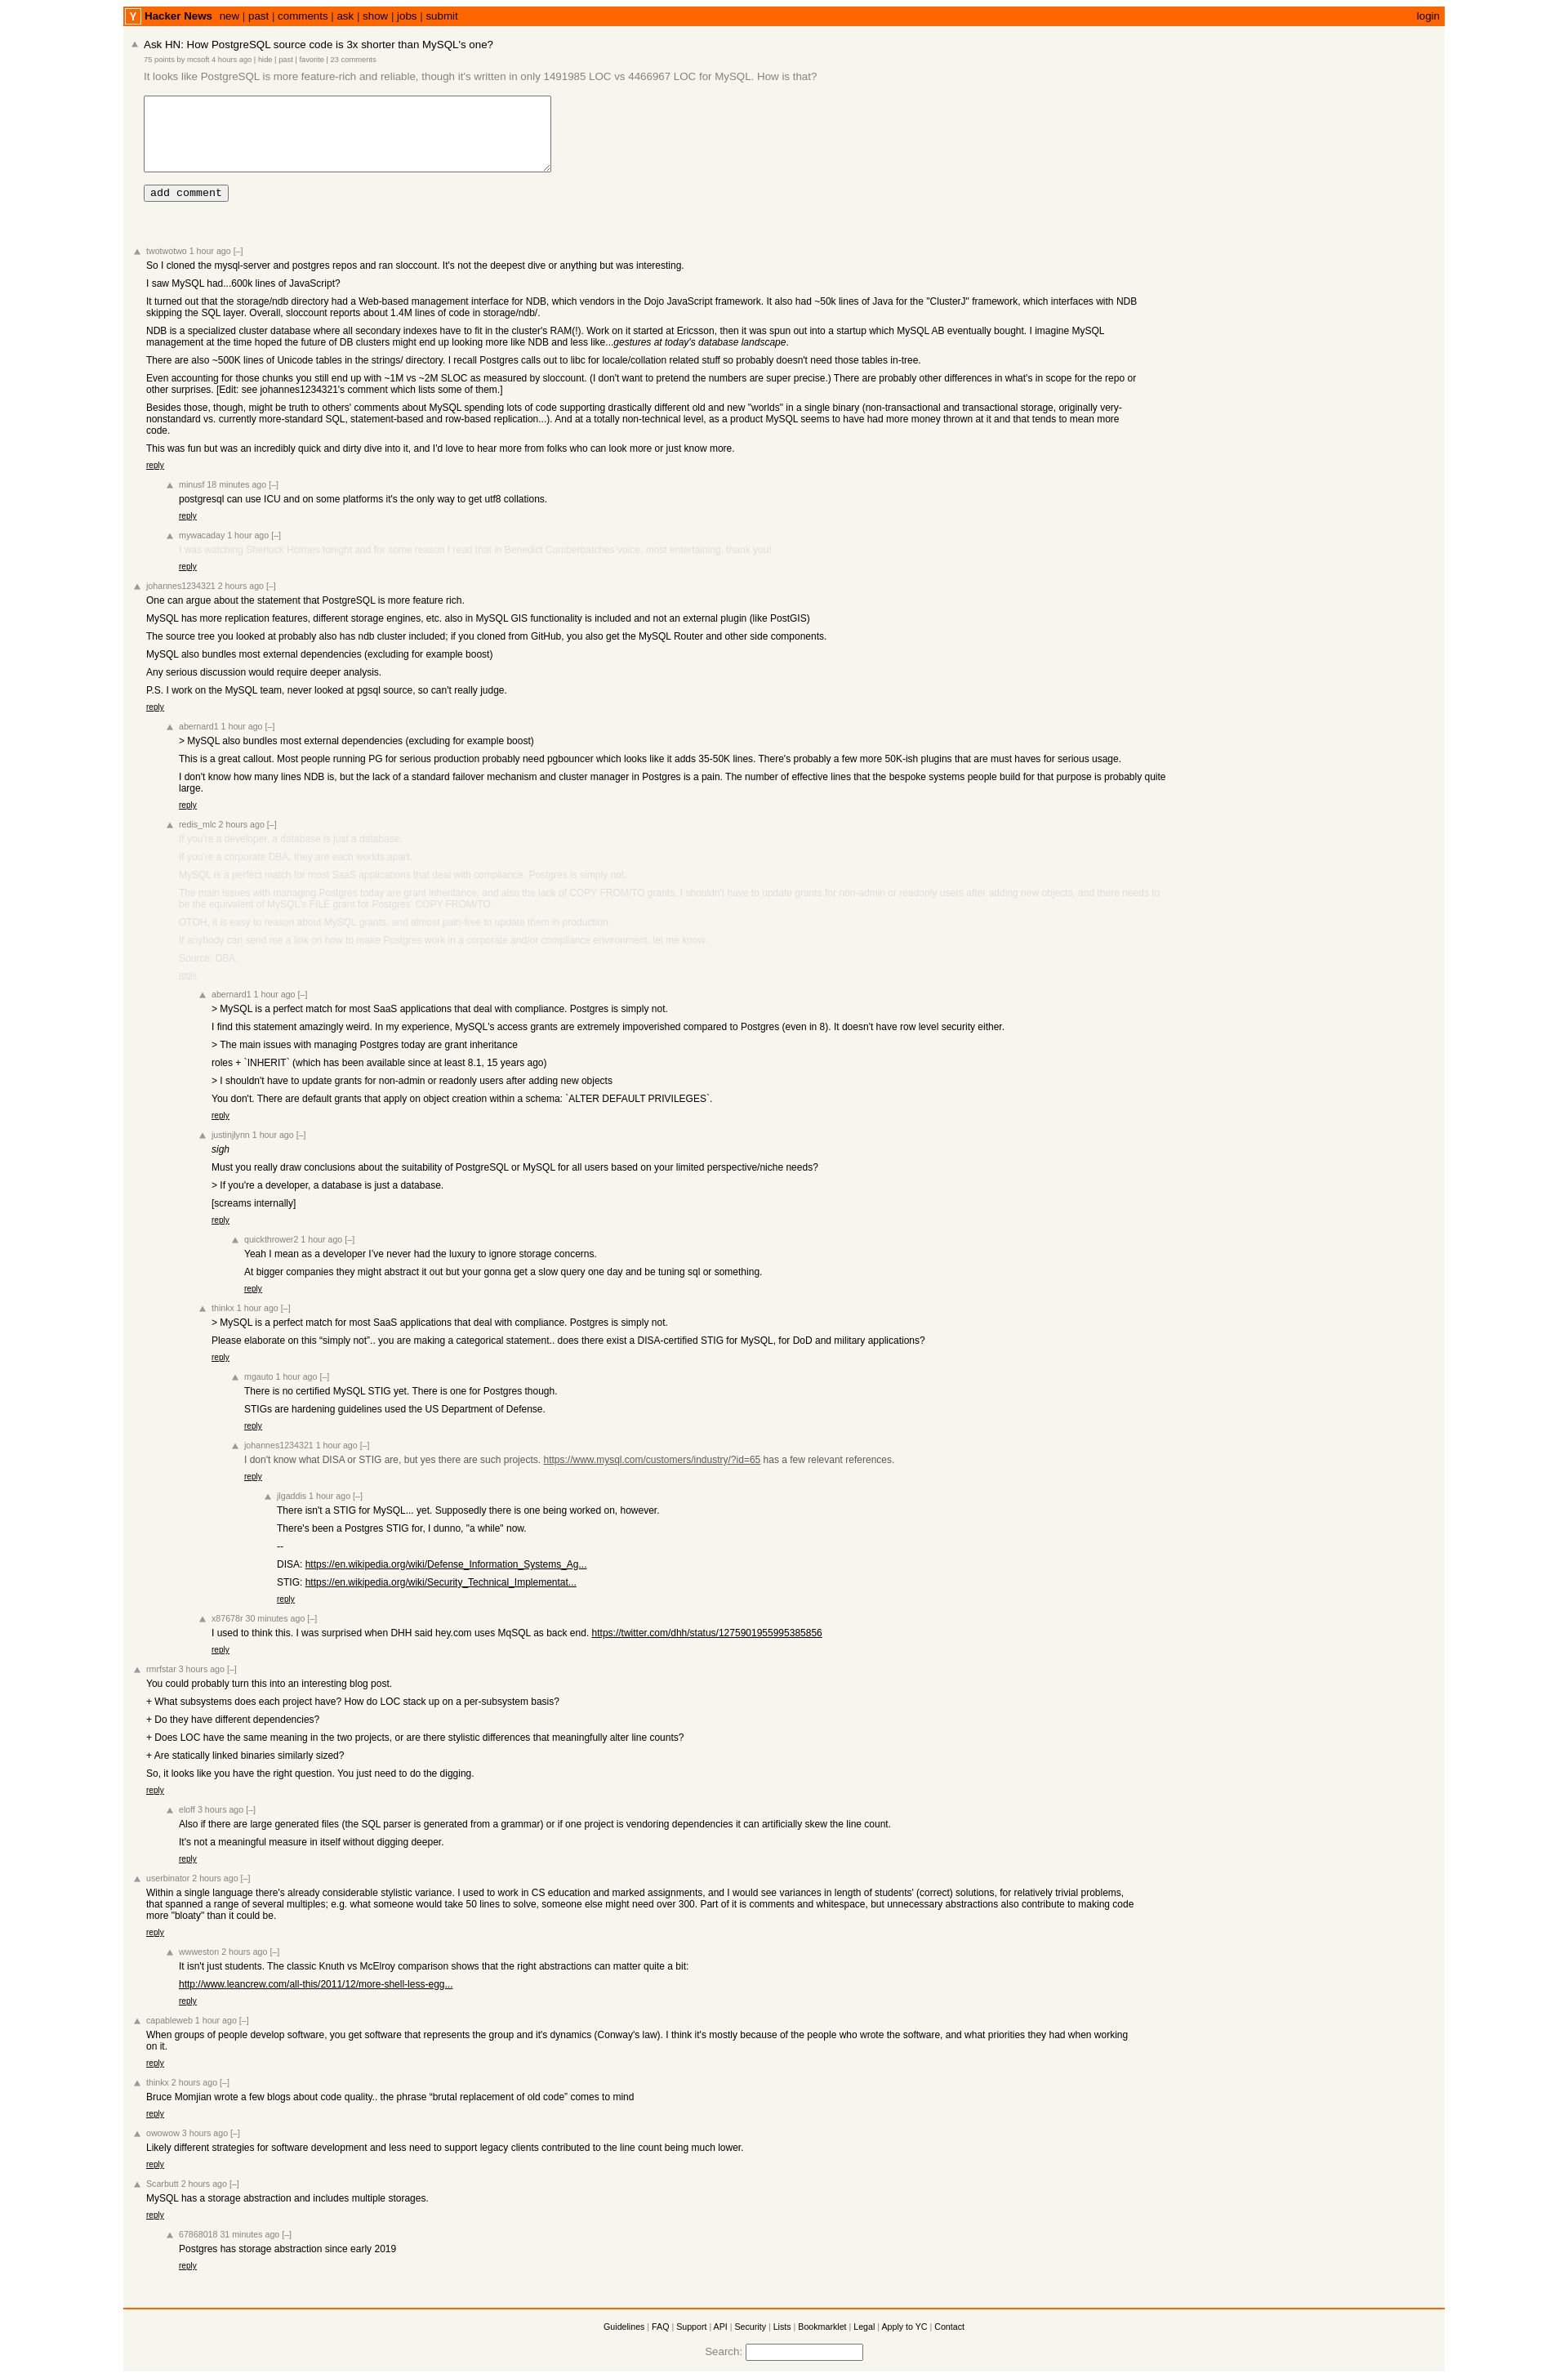 Y Hacker News new | past | comments | ask | show | jobs | submit login
Ask HN: How PostgreSQL source code is 3x shorter than MySQL's one?
75 points by mcsoft 4 hours ago | hide | past | favorite | 23 comments
It looks like PostgreSQL is more feature-rich and reliable, though it's written in only 1491985 LOC vs 4466967 LOC for MySQL. How is that?
add comment
twotwotwo 1 hour ago [–]
So I cloned the mysql-server and postgres repos and ran sloccount. It's not the deepest dive or anything but was interesting.
I saw MySQL had...600k lines of JavaScript?
It turned out that the storage/ndb directory had a Web-based management interface for NDB, which vendors in the Dojo JavaScript framework. It also had ~50k lines of Java for the "ClusterJ" framework, which interfaces with NDB
skipping the SQL layer. Overall, sloccount reports about 1.4M lines of code in storage/ndb/.
NDB is a specialized cluster database where all secondary indexes have to fit in the cluster's RAM(!). Work on it started at Ericsson, then it was spun out into a startup which MySQL AB eventually bought. I imagine MySQL
management at the time hoped the future of DB clusters might end up looking more like NDB and less like...gestures at today's database landscape.
There are also ~500K lines of Unicode tables in the strings/ directory. I recall Postgres calls out to libc for locale/collation related stuff so probably doesn't need those tables in-tree.
Even accounting for those chunks you still end up with ~1M vs ~2M SLOC as measured by sloccount. (I don't want to pretend the numbers are super precise.) There are probably other differences in what's in scope for the repo or
other surprises. [Edit: see johannes1234321's comment which lists some of them.]
Besides those, though, might be truth to others' comments about MySQL spending lots of code supporting drastically different old and new "worlds" in a single binary (non-transactional and transactional storage, originally very-
nonstandard vs. currently more-standard SQL, statement-based and row-based replication...). And at a totally non-technical level, as a product MySQL seems to have had more money thrown at it and that tends to mean more
code.
This was fun but was an incredibly quick and dirty dive into it, and I'd love to hear more from folks who can look more or just know more.
reply
minusf 18 minutes ago [–]
postgresql can use ICU and on some platforms it's the only way to get utf8 collations.
reply
mywacaday 1 hour ago [–]
I was watching Sherlock Holmes tonight and for some reason I read that in Benedict Cumberbatches voice, most entertaining, thank you!
reply
johannes1234321 2 hours ago [–]
One can argue about the statement that PostgreSQL is more feature rich.
MySQL has more replication features, different storage engines, etc. also in MySQL GIS functionality is included and not an external plugin (like PostGIS)
The source tree you looked at probably also has ndb cluster included; if you cloned from GitHub, you also get the MySQL Router and other side components.
MySQL also bundles most external dependencies (excluding for example boost)
Any serious discussion would require deeper analysis.
P.S. I work on the MySQL team, never looked at pgsql source, so can't really judge.
reply
abernard1 1 hour ago [–]
> MySQL also bundles most external dependencies (excluding for example boost)
This is a great callout. Most people running PG for serious production probably need pgbouncer which looks like it adds 35-50K lines. There's probably a few more 50K-ish plugins that are must haves for serious usage.
I don't know how many lines NDB is, but the lack of a standard failover mechanism and cluster manager in Postgres is a pain. The number of effective lines that the bespoke systems people build for that purpose is probably quite
large.
reply
redis_mlc 2 hours ago [–]
If you're a developer, a database is just a database.
If you're a corporate DBA, they are each worlds apart.
MySQL is a perfect match for most SaaS applications that deal with compliance. Postgres is simply not.
The main issues with managing Postgres today are grant inheritance, and also the lack of COPY FROM/TO grants. I shouldn't have to update grants for non-admin or readonly users after adding new objects, and there needs to
be the equivalent of MySQL's FILE grant for Postgres' COPY FROM/TO.
OTOH, it is easy to reason about MySQL grants, and almost pain-free to update them in production.
If anybody can send me a link on how to make Postgres work in a corporate and/or compliance environment, let me know.
Source: DBA.
reply
abernard1 1 hour ago [–]
> MySQL is a perfect match for most SaaS applications that deal with compliance. Postgres is simply not.
I find this statement amazingly weird. In my experience, MySQL's access grants are extremely impoverished compared to Postgres (even in 8). It doesn't have row level security either.
> The main issues with managing Postgres today are grant inheritance
roles + `INHERIT` (which has been available since at least 8.1, 15 years ago)
> I shouldn't have to update grants for non-admin or readonly users after adding new objects
You don't. There are default grants that apply on object creation within a schema: `ALTER DEFAULT PRIVILEGES`.
reply
justinjlynn 1 hour ago [–]
sigh
Must you really draw conclusions about the suitability of PostgreSQL or MySQL for all users based on your limited perspective/niche needs?
> If you're a developer, a database is just a database.
[screams internally]
reply
quickthrower2 1 hour ago [–]
Yeah I mean as a developer I've never had the luxury to ignore storage concerns.
At bigger companies they might abstract it out but your gonna get a slow query one day and be tuning sql or something.
reply
thinkx 1 hour ago [–]
> MySQL is a perfect match for most SaaS applications that deal with compliance. Postgres is simply not.
Please elaborate on this “simply not”.. you are making a categorical statement.. does there exist a DISA-certified STIG for MySQL, for DoD and military applications?
reply
mgauto 1 hour ago [–]
There is no certified MySQL STIG yet. There is one for Postgres though.
STIGs are hardening guidelines used the US Department of Defense.
reply
johannes1234321 1 hour ago [–]
I don't know what DISA or STIG are, but yes there are such projects. https://www.mysql.com/customers/industry/?id=65 has a few relevant references.
reply
jlgaddis 1 hour ago [–]
There isn't a STIG for MySQL... yet. Supposedly there is one being worked on, however.
There's been a Postgres STIG for, I dunno, "a while" now.
--
DISA: https://en.wikipedia.org/wiki/Defense_Information_Systems_Ag...
STIG: https://en.wikipedia.org/wiki/Security_Technical_Implementat...
reply
x87678r 30 minutes ago [–]
I used to think this. I was surprised when DHH said hey.com uses MqSQL as back end. https://twitter.com/dhh/status/1275901955995385856
reply
rmrfstar 3 hours ago [–]
You could probably turn this into an interesting blog post.
+ What subsystems does each project have? How do LOC stack up on a per-subsystem basis?
+ Do they have different dependencies?
+ Does LOC have the same meaning in the two projects, or are there stylistic differences that meaningfully alter line counts?
+ Are statically linked binaries similarly sized?
So, it looks like you have the right question. You just need to do the digging.
reply
eloff 3 hours ago [–]
Also if there are large generated files (the SQL parser is generated from a grammar) or if one project is vendoring dependencies it can artificially skew the line count.
It's not a meaningful measure in itself without digging deeper.
reply
userbinator 2 hours ago [–]
Within a single language there's already considerable stylistic variance. I used to work in CS education and marked assignments, and I would see variances in length of students' (correct) solutions, for relatively trivial problems,
that spanned a range of several multiples; e.g. what someone would take 50 lines to solve, someone else might need over 300. Part of it is comments and whitespace, but unnecessary abstractions also contribute to making code
more "bloaty" than it could be.
reply
wwweston 2 hours ago [–]
It isn't just students. The classic Knuth vs McElroy comparison shows that the right abstractions can matter quite a bit:
http://www.leancrew.com/all-this/2011/12/more-shell-less-egg...
reply
capableweb 1 hour ago [–]
When groups of people develop software, you get software that represents the group and it's dynamics (Conway's law). I think it's mostly because of the people who wrote the software, and what priorities they had when working
on it.
reply
thinkx 2 hours ago [–]
Bruce Momjian wrote a few blogs about code quality.. the phrase “brutal replacement of old code” comes to mind
reply
owowow 3 hours ago [–]
Likely different strategies for software development and less need to support legacy clients contributed to the line count being much lower.
reply
Scarbutt 2 hours ago [–]
MySQL has a storage abstraction and includes multiple storages.
reply
67868018 31 minutes ago [–]
Postgres has storage abstraction since early 2019
reply
Guidelines | FAQ | Support | API | Security | Lists | Bookmarklet | Legal | Apply to YC | Contact
Search: